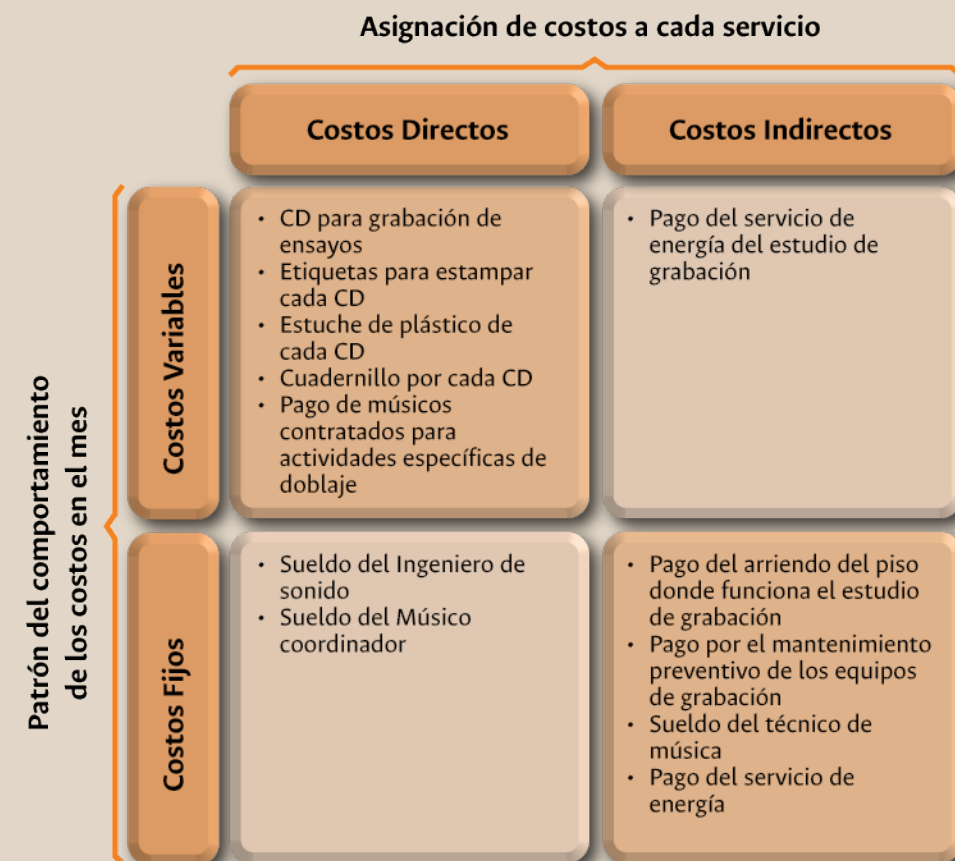 Asignación de costos a cada servicio
Costos Directos
Costos Indirectos
Patrón del comportamiento
de los costos en el mes
Costos Variables
• CD para grabación de
ensayos
• Etiquetas para estampar
cada CD
• Estuche de plástico de
cada CD
• Cuadernillo por cada CD
• Pago de músicos
contratados para
actividades específicas de
doblaje
• Pago del servicio de
energía del estudio de
grabación
Costos Fijos
• Sueldo del Ingeniero de
sonido
• Sueldo del Músico
coordinador
• Pago del arriendo del piso
donde funciona el estudio
de grabación
• Pago por el mantenimiento
preventivo de los equipos
de grabación
• Sueldo del técnico de
música
• Pago del servicio de
energía